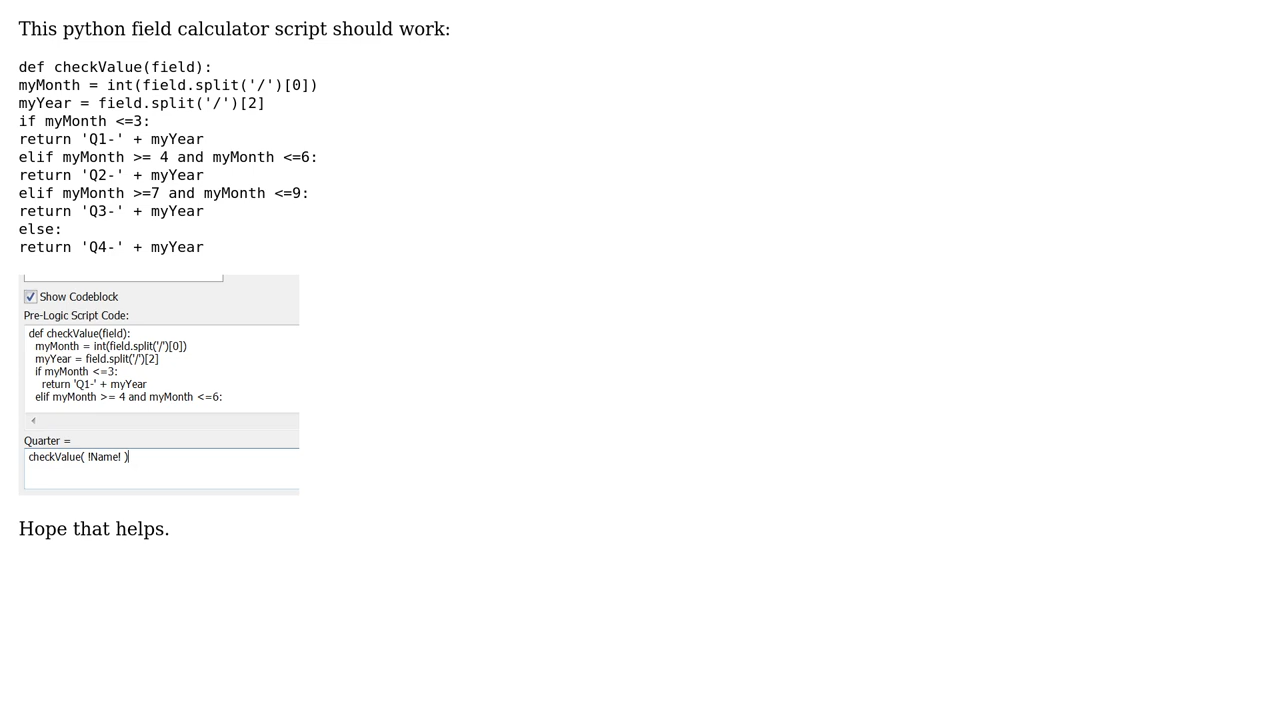 This python field calculator script should work:
def checkValue(field):
myMonth = int(field.split('/')[0])
myYear = field.split('/')[2]
if myMonth <=3:
return 'Q1-' + myYear
elif myMonth >= 4 and myMonth <=6:
return 'Q2-' + myYear
elif myMonth >=7 and myMonth <=9:
return 'Q3-' + myYear
else:
return 'Q4-' + myYear
Show Codeblock
Pre-Logic Script Code:
def checkValue(field):
myMonth = int(field.split('/')[0])
myYear = field.split('/')[2]
if myMonth <=3:
return 'Q1-' + myYear
elif myMonth >= 4 and myMonth <=6:
Quarter =
checkValue( !Name! )
Hope that helps.